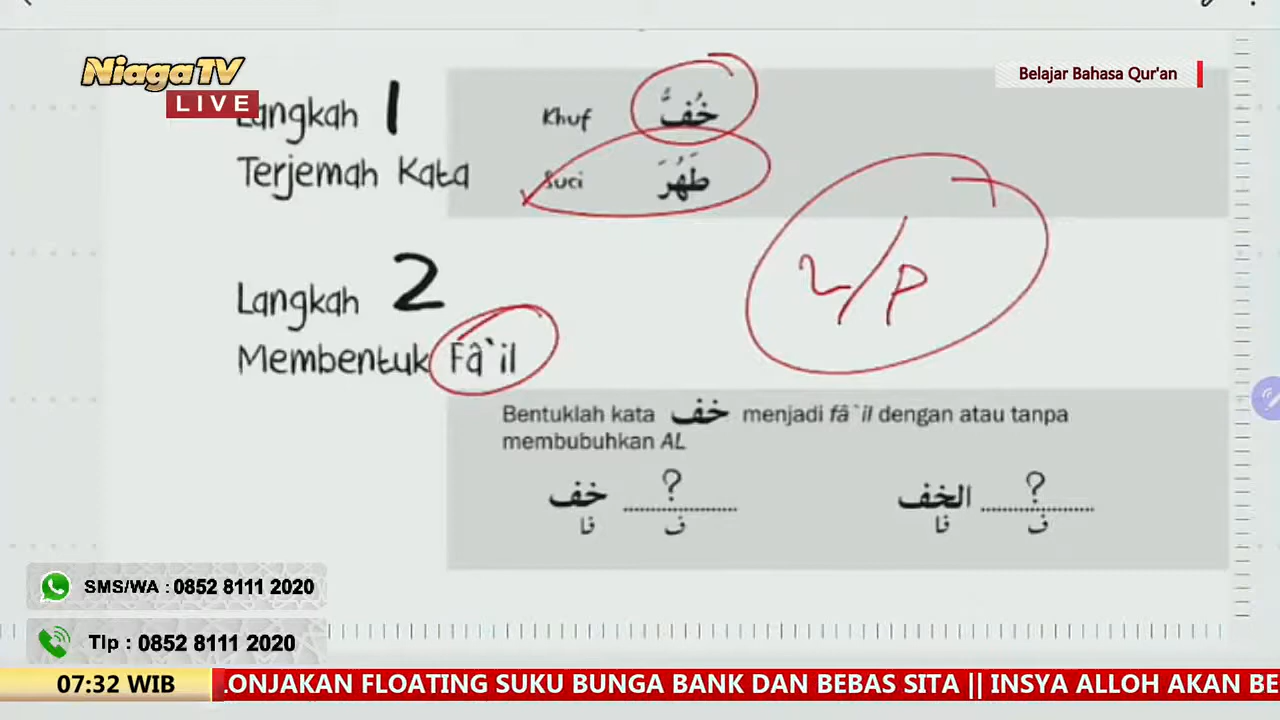 NiagaTV
LIVE
Belajar Bahasa Qur'an
Langkah 1
Terjemah Kata
Khuf خُفٌّ
Suci طَهُرَ
L/P
Langkah 2
Membentuk Fâ`il
Bentuklah kata خف menjadi fâ`il dengan atau tanpa
membubuhkan AL
خف ? الخف ?
فا ف فا ف
SMS/WA : 0852 8111 2020
Tlp : 0852 8111 2020
07:32 WIB .ONJAKAN FLOATING SUKU BUNGA BANK DAN BEBAS SITA || INSYA ALLOH AKAN BE